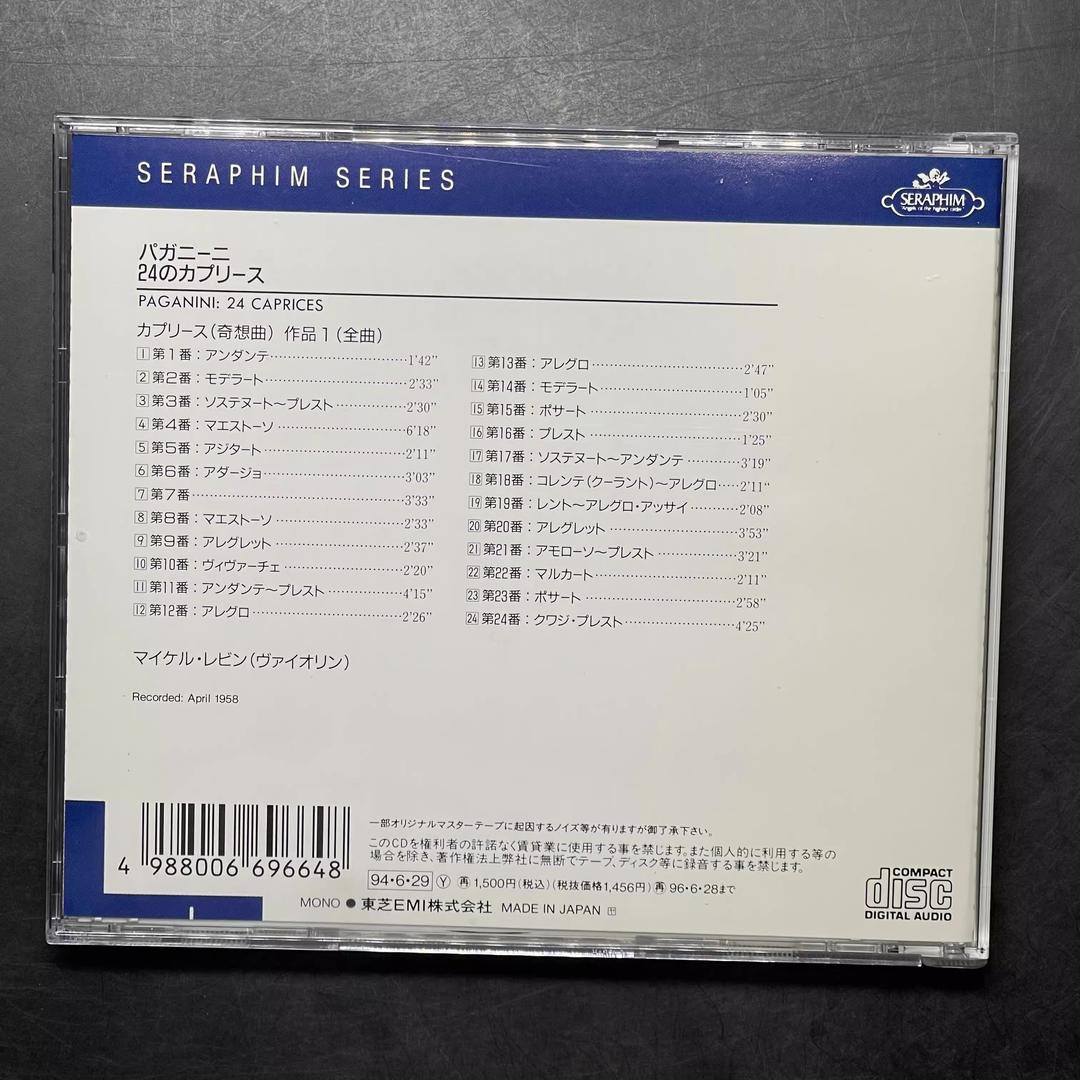 SERAPHIM SERIES
SERAPHIM
"Angels of the highest order"
パガニーニ
24のカプリース
PAGANINI: 24 CAPRICES
カプリース(奇想曲) 作品1(全曲)
1 第1番：アンダンテ……1'42"
2 第2番：モデラート……2'33"
3 第3番：ソステヌート〜プレスト……2'30"
4 第4番：マエストーソ……6'18"
5 第5番：アジタート……2'11"
6 第6番：アダージョ……3'03"
7 第7番……3'33"
8 第8番：マエストーソ……2'33"
9 第9番：アレグレット……2'37"
10 第10番：ヴィヴァーチェ……2'20"
11 第11番：アンダンテ〜プレスト……4'15"
12 第12番：アレグロ……2'26"
13 第13番：アレグロ……2'47"
14 第14番：モデラート……1'05"
15 第15番：ポサート……2'30"
16 第16番：プレスト……1'25"
17 第17番：ソステヌート〜アンダンテ……3'19"
18 第18番：コレンテ(クーラント)〜アレグロ……2'11"
19 第19番：レント〜アレグロ・アッサイ……2'08"
20 第20番：アレグレット……3'53"
21 第21番：アモローソ〜プレスト……3'21"
22 第22番：マルカート……2'11"
23 第23番：ポサート……2'58"
24 第24番：クワジ・プレスト……4'25"
マイケル・レビン(ヴァイオリン)
Recorded: April 1958
4 988006 696648
一部オリジナルマスターテープに起因するノイズ等が有りますが御了承下さい。
このCDを権利者の許諾なく賃貸業に使用する事を禁じます。また個人的に利用する等の
場合を除き、著作権法上弊社に無断でテープ、ディスク等に録音する事を禁じます。
94・6・29 Ⓨ 再 1,500円(税込)(税抜価格1,456円) 再 96・6・28まで
MONO ● 東芝EMI株式会社 MADE IN JAPAN
COMPACT
disc
DIGITAL AUDIO